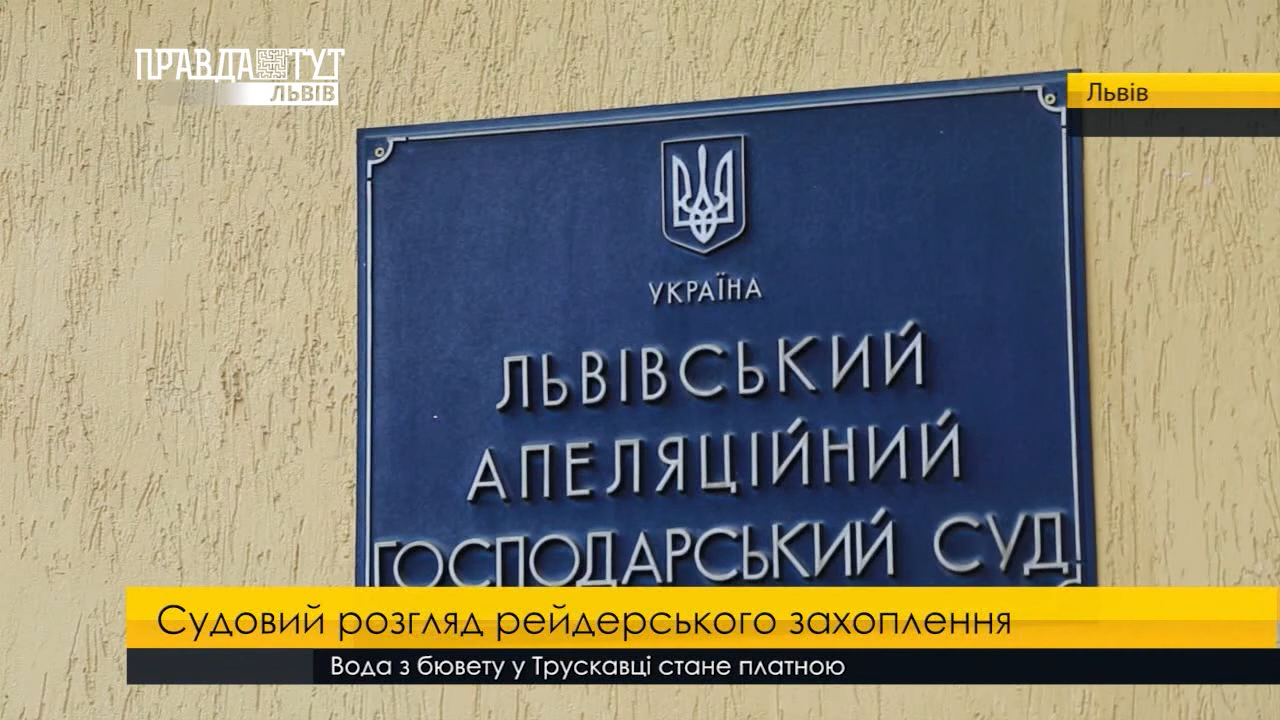 ПРАВДА ТУТ
ЛЬВІВ
Львів
УКРАЇНА
ЛЬВІВСЬКИЙ
АПЕЛЯЦІЙНИЙ
ГОСПОДАРСЬКИЙ СУД
Судовий розгляд рейдерського захоплення
Вода з бювету у Трускавці стане платною